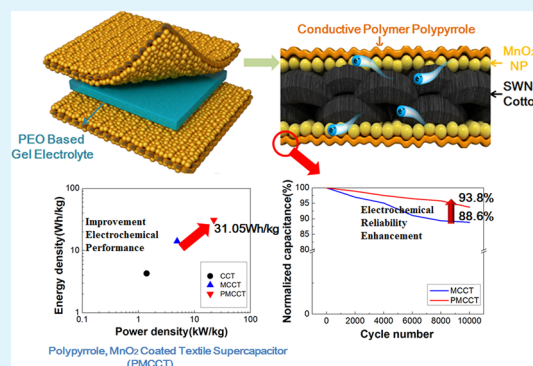 Conductive Polymer Polypyrrole
MnO2
NP
SWN
Cotto
PEO Based
Gel Electrolyte
Energy density(Wh/kg)
100
10
1
0.1
1
10
100
Power density(kW/kg)
Improvement
Electrochemical
Performance
31.05Wh/kg
CCT
MCCT
PMCCT
Normalized capacitance(%)
100
95
90
85
80
0
0
2000
4000
6000
8000
10000
Cycle number
93.8%
88.6%
Electrochemical
Reliability
Enhancement
MCCT
PMCCT
Polypyrrole, MnO2 Coated Textile Supercapacitor
(PMCCT)